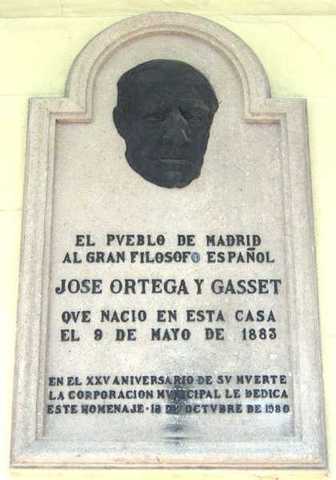 EL PVEBLO DE MADRID
AL GRAN FILOSOFO ESPAÑOL
JOSE ORTEGA Y GASSET
QVE NACIO EN ESTA CASA
EL 9 DE MAYO DE 1883
EN EL XXV ANIVERSARIO DE SV MVERTE
LA CORPORACION MVNICIPAL LE DEDICA
ESTE HOMENAJE · 18 DE OCTVBRE DE 1980